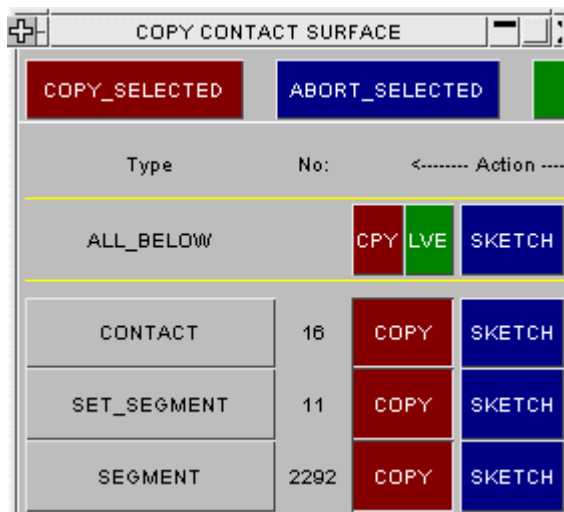 COPY CONTACT SURFACE
COPY_SELECTED ABORT_SELECTED
Type No: <-------- Action ----
ALL_BELOW CPY LVE SKETCH
CONTACT 16 COPY SKETCH
SET_SEGMENT 11 COPY SKETCH
SEGMENT 2292 COPY SKETCH